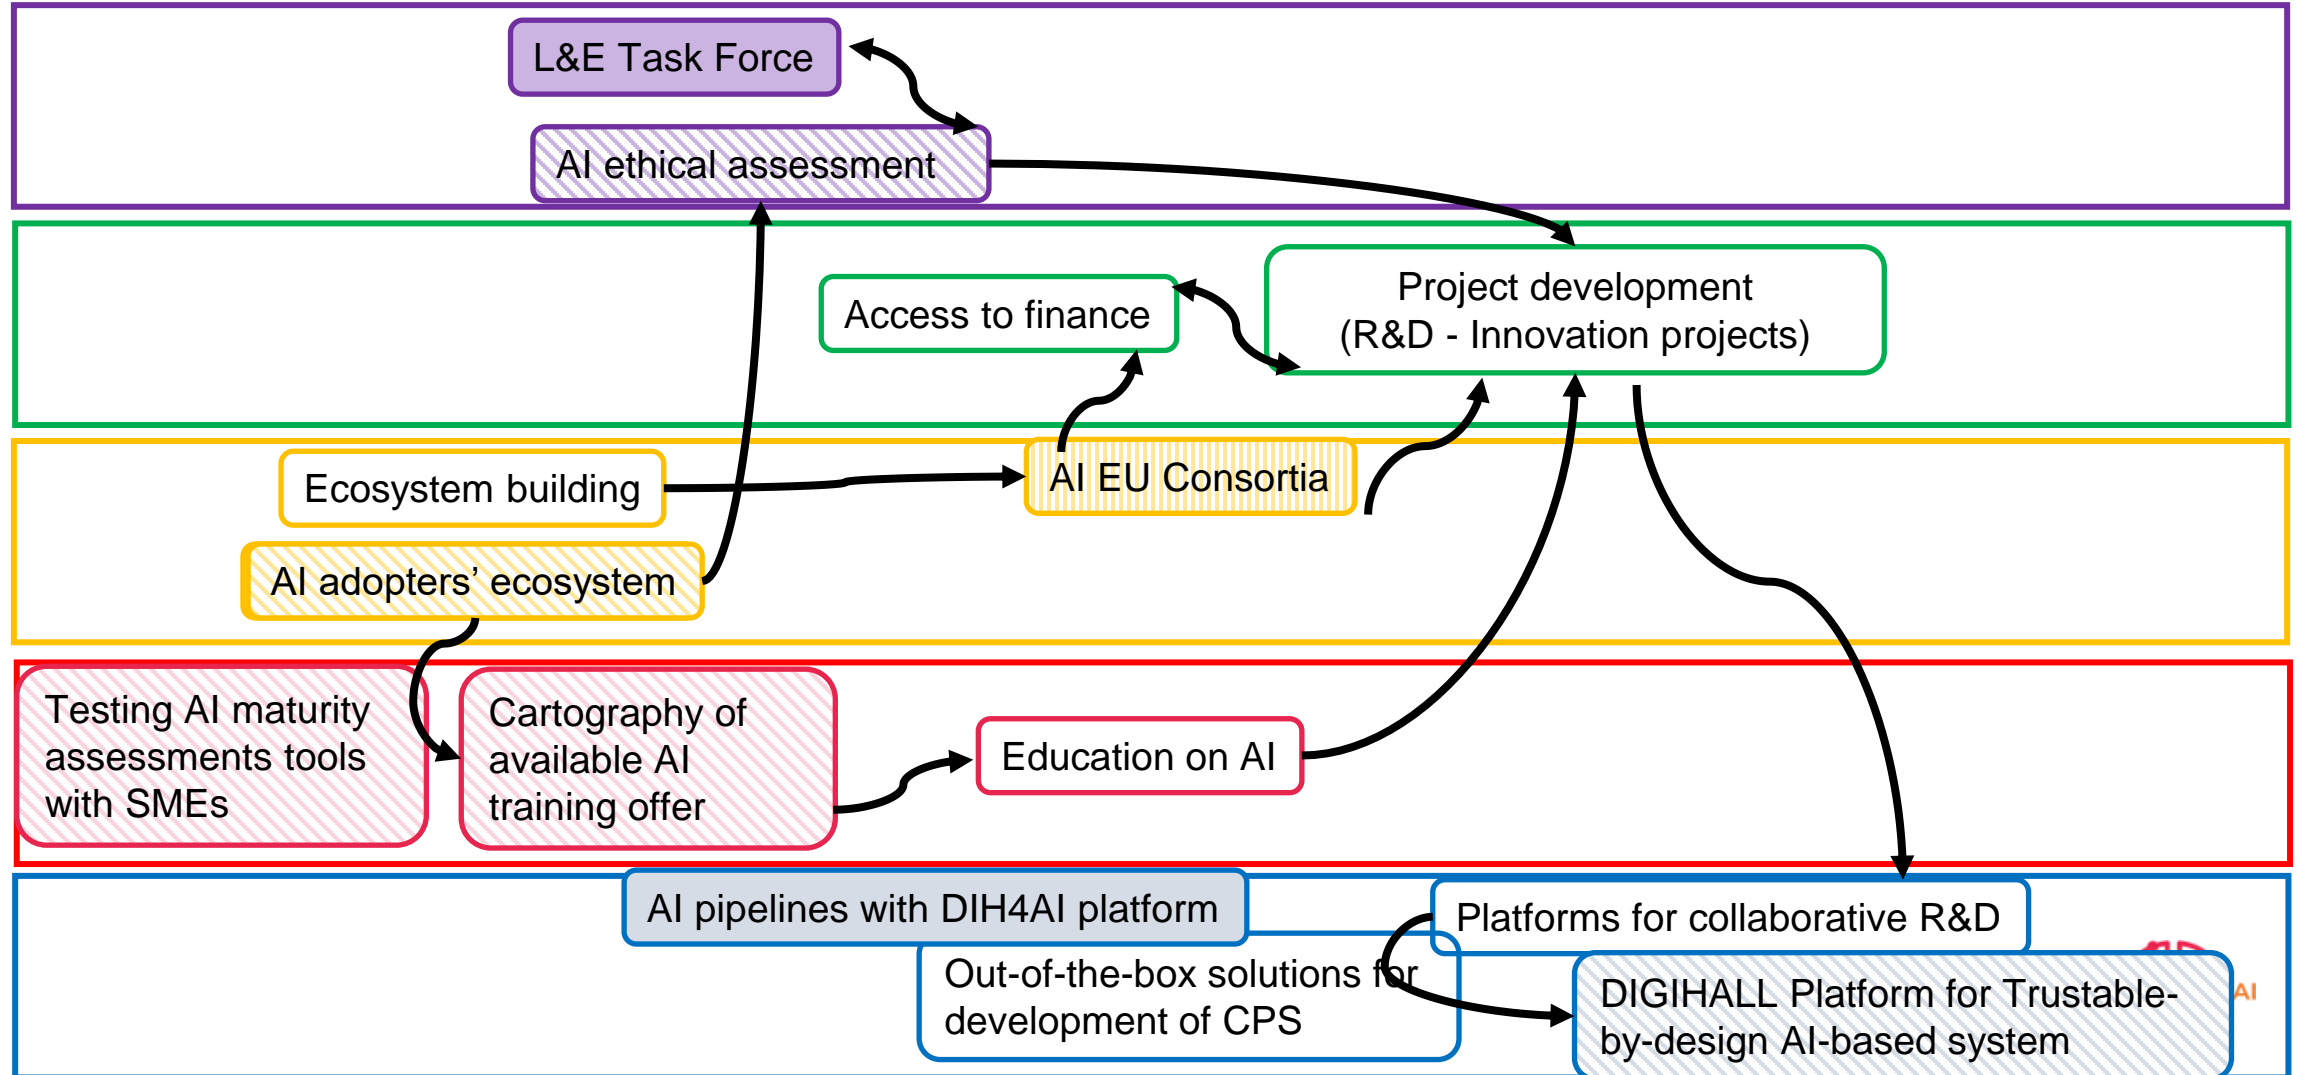 L&E Task Force
AI ethical assessment
Access to finance
Project development
(R&D - Innovation projects)
Ecosystem building
AI EU Consortia
AI adopters’ ecosystem
Testing AI maturity
assessments tools
with SMEs
Cartography of
available AI
training offer
Education on AI
AI pipelines with DIH4AI platform
Platforms for collaborative R&D
Out-of-the-box solutions for
development of CPS
DIGIHALL Platform for Trustable-
by-design AI-based system
AI